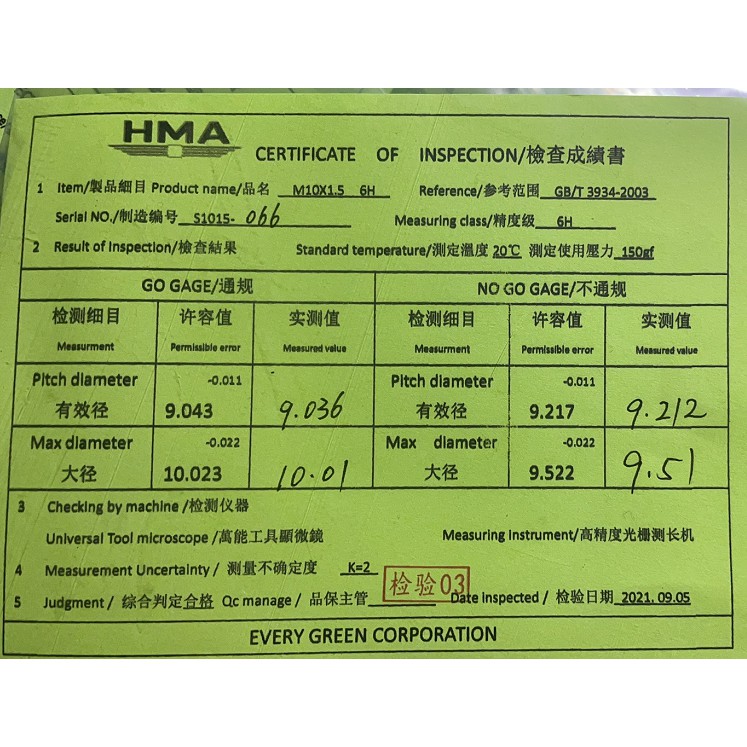 HMA
CERTIFICATE OF INSPECTION/檢查成績書
1 Item/製品細目 Product name/品名 M10X1.5 6H Reference/参考范围 GB/T 3934-2003
Serial NO./制造编号 S1015- 066 Measuring class/精度级 6H
2 Result of Inspection/檢查結果 Standard temperature/測定溫度 20℃ 測定使用壓力 150gf
GO GAGE/通规 NO GO GAGE/不通规
检测细目 许容值 实测值 检测细目 许容值 实测值
Measurment Permissible error Measured value Measurment Permissible error Measured value
Pitch diameter -0.011 Pitch diameter -0.011
有效径 9.043 9.036 有效径 9.217 9.212
Max diameter -0.022 Max diameter -0.022
大径 10.023 10.01 大径 9.522 9.51
3 Checking by machine /检测仪器
Universal Tool microscope /萬能工具顯微鏡 Measuring Instrument/高精度光栅测长机
4 Measurement Uncertainty / 测量不确定度 K=2
检验03
5 Judgment / 综合判定合格 Qc manage / 品保主管 Date inspected / 检验日期 2021.09.05
EVERY GREEN CORPORATION